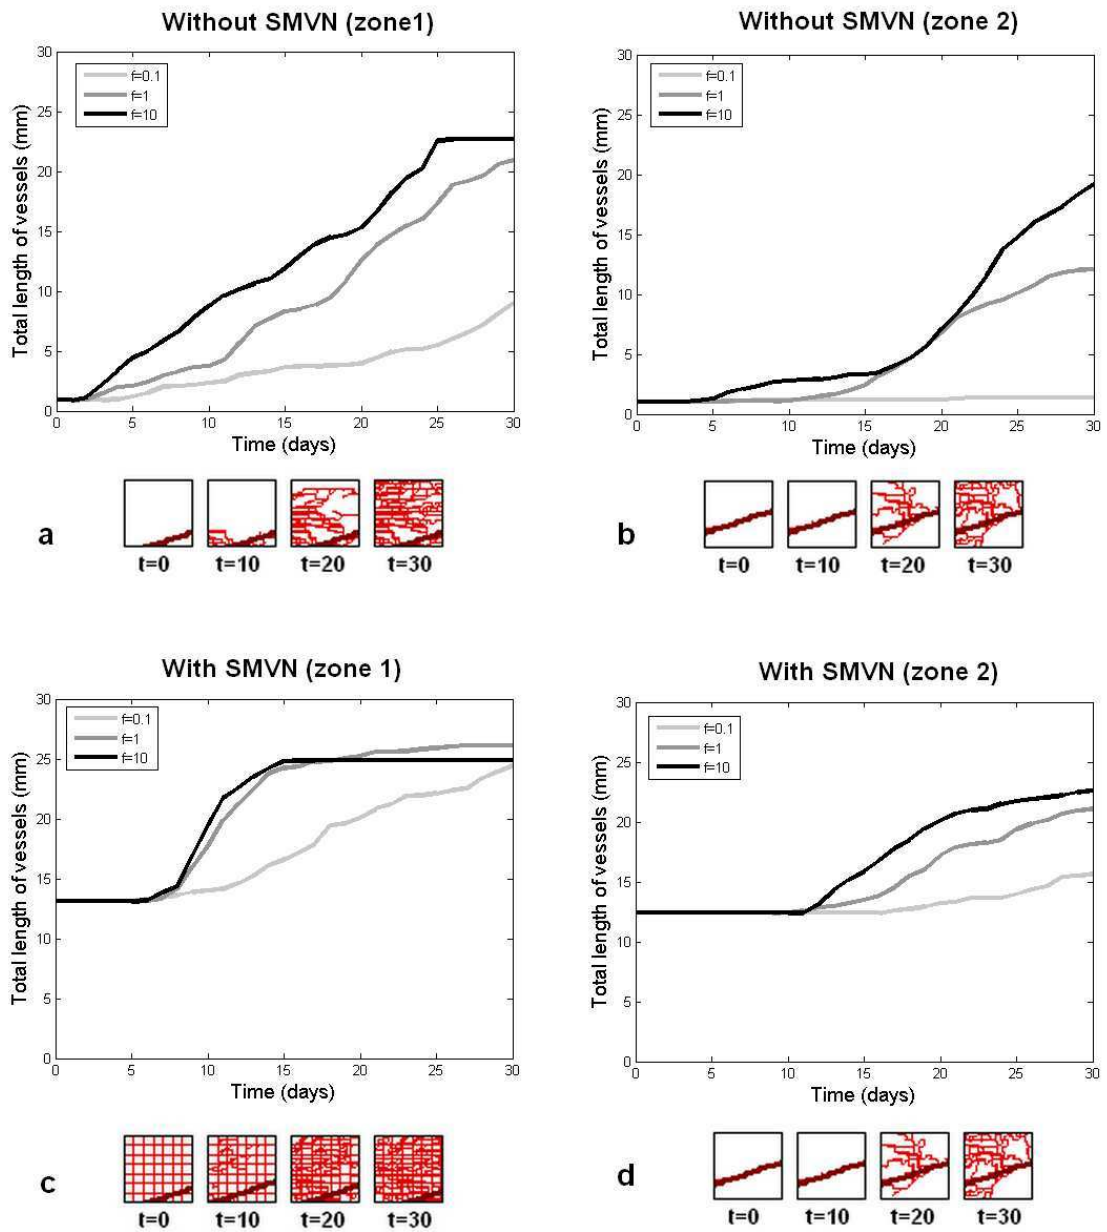 Without SMVN (zone1)
30
25
20
15
10
5
0
Total length of vessels (mm)
f=0.1
f=1
f=10
0 5 10 15 20 25 30
Time (days)
a
t=0 t=10 t=20 t=30
Without SMVN (zone 2)
30
25
20
15
10
5
0
Total length of vessels (mm)
f=0.1
f=1
f=10
0 5 10 15 20 25 30
Time (days)
b
t=0 t=10 t=20 t=30
With SMVN (zone 1)
30
25
20
15
10
5
0
Total length of vessels (mm)
f=0.1
f=1
f=10
0 5 10 15 20 25 30
Time (days)
c
t=0 t=10 t=20 t=30
With SMVN (zone 2)
30
25
20
15
10
5
0
Total length of vessels (mm)
f=0.1
f=1
f=10
0 5 10 15 20 25 30
Time (days)
d
t=0 t=10 t=20 t=30